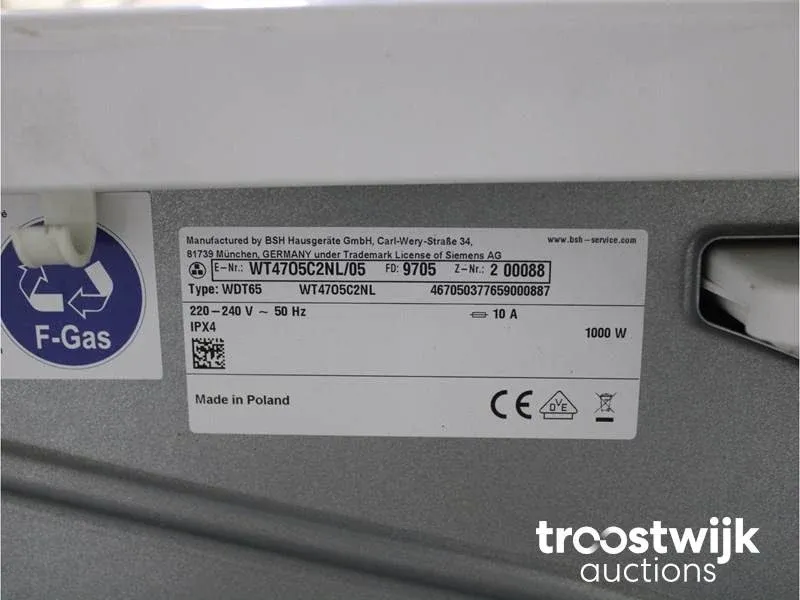 Manufactured by BSH Hausgeräte GmbH, Carl-Wery-Straße 34,
www.bsh-service.com
81739 München, GERMANY under Trademark License of Siemens AG
E-Nr.: WT47O5C2NL/05 FD: 9705 Z-Nr.: 2 00088
Type: WDT65 WT47O5C2NL 467050377659000887
220-240 V ~ 50 Hz 10 A
IPX4
1000 W
Made in Poland
CE
DVE
F-Gas
troostwijk
auctions